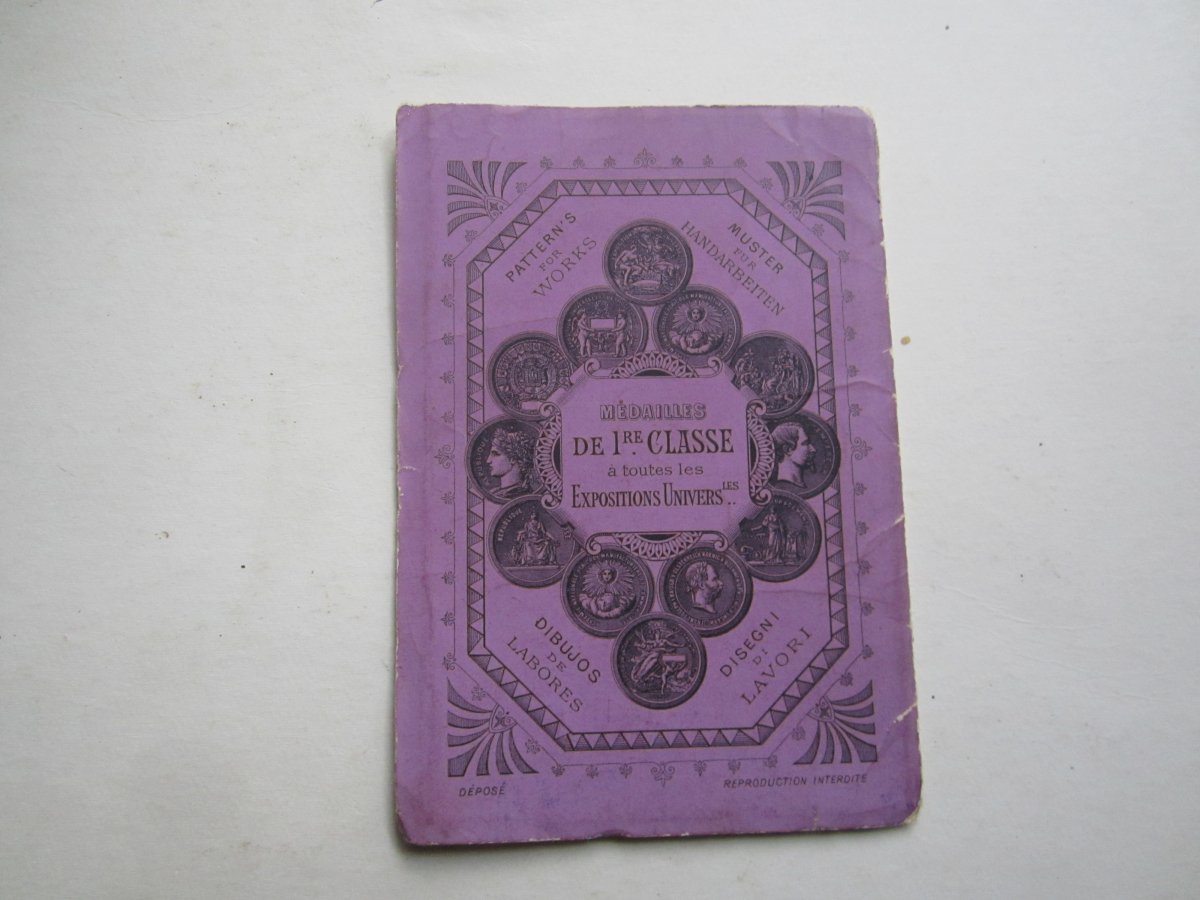 PATTERN'S
FOR
WORKS
MUSTER
FÜR
HANDARBEITEN
MÉDAILLES
DE 1RE. CLASSE
à toutes les
EXPOSITIONS UNIVERSLES..
RÉPUBLIQUE
DIBUJOS
DE
LABORES
DISEGNI
DI
LAVORI
DÉPOSÉ
REPRODUCTION INTERDITE